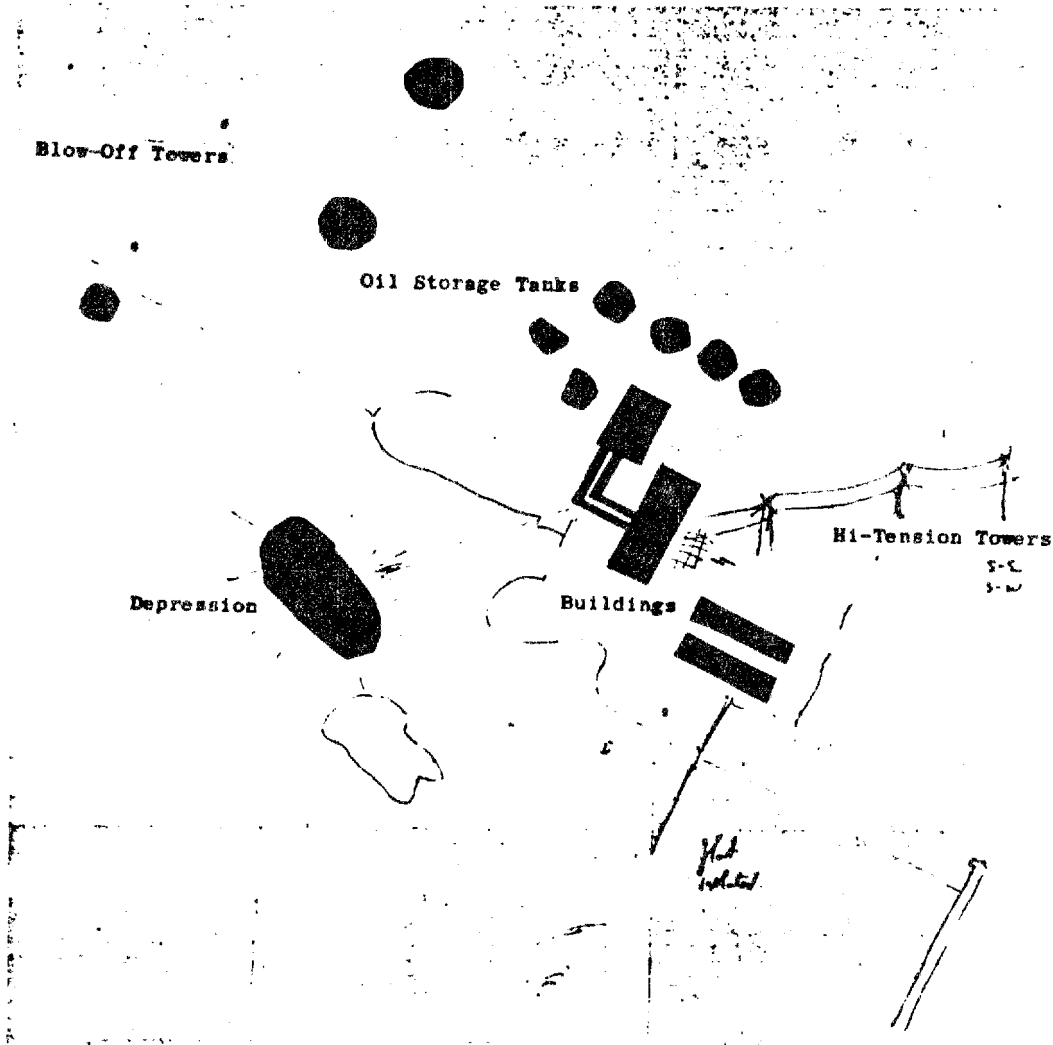 Blow-Off Towers
Oil Storage Tanks
Hi-Tension Towers
Depression
Buildings